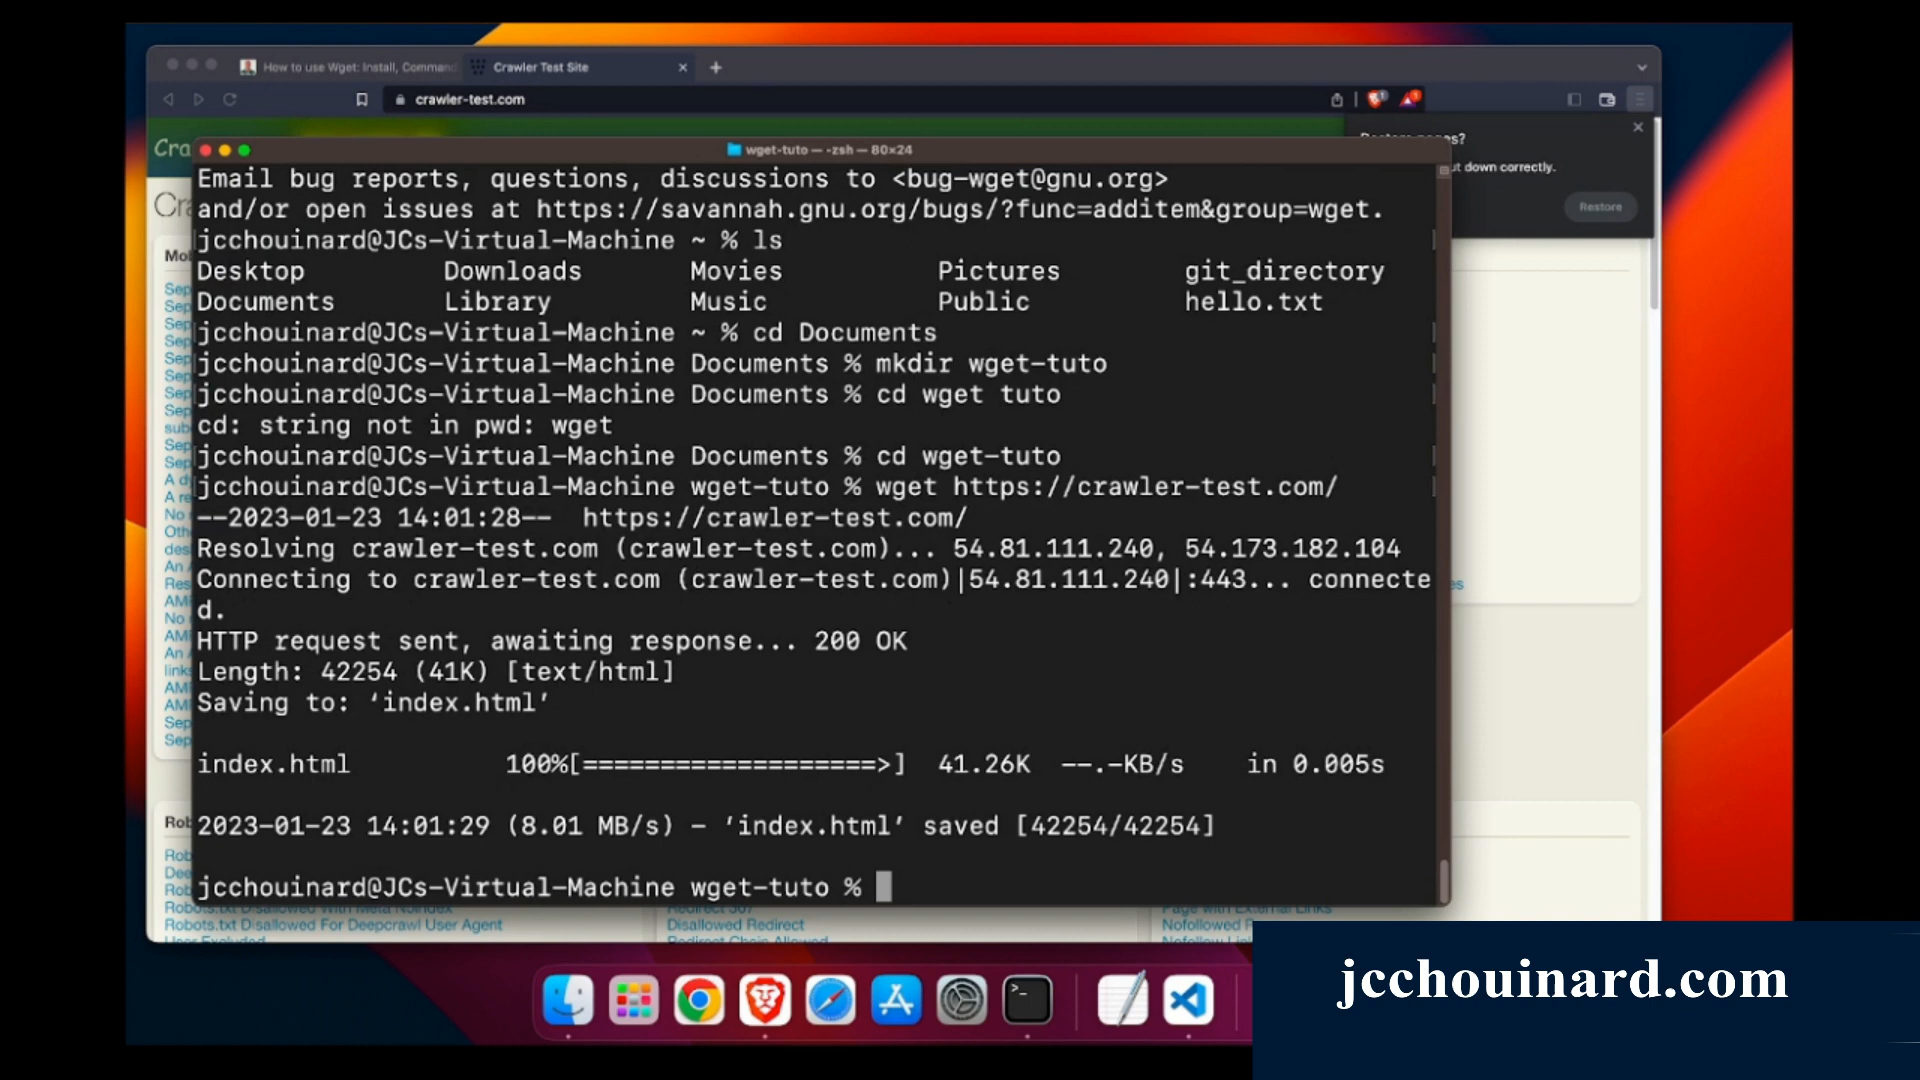 How to use Wget: Install, Comman
Crawler Test Site
crawler-test.com
Cra
wget-tuto — -zsh — 80×24
ut down correctly.
Restore
Email bug reports, questions, discussions to <bug-wget@gnu.org>
and/or open issues at https://savannah.gnu.org/bugs/?func=additem&group=wget.
jcchouinard@JCs-Virtual-Machine ~ % ls
Desktop Downloads Movies Pictures git_directory
Documents Library Music Public hello.txt
jcchouinard@JCs-Virtual-Machine ~ % cd Documents
jcchouinard@JCs-Virtual-Machine Documents % mkdir wget-tuto
jcchouinard@JCs-Virtual-Machine Documents % cd wget tuto
cd: string not in pwd: wget
jcchouinard@JCs-Virtual-Machine Documents % cd wget-tuto
jcchouinard@JCs-Virtual-Machine wget-tuto % wget https://crawler-test.com/
--2023-01-23 14:01:28-- https://crawler-test.com/
Resolving crawler-test.com (crawler-test.com)... 54.81.111.240, 54.173.182.104
Connecting to crawler-test.com (crawler-test.com)|54.81.111.240|:443... connecte
d.
HTTP request sent, awaiting response... 200 OK
Length: 42254 (41K) [text/html]
Saving to: ‘index.html’
index.html 100%[===================>] 41.26K --.-KB/s in 0.005s
2023-01-23 14:01:29 (8.01 MB/s) - ‘index.html’ saved [42254/42254]
jcchouinard@JCs-Virtual-Machine wget-tuto %
Robots.txt Disallowed For Deepcrawl User Agent
Disallowed Redirect
jcchouinard.com